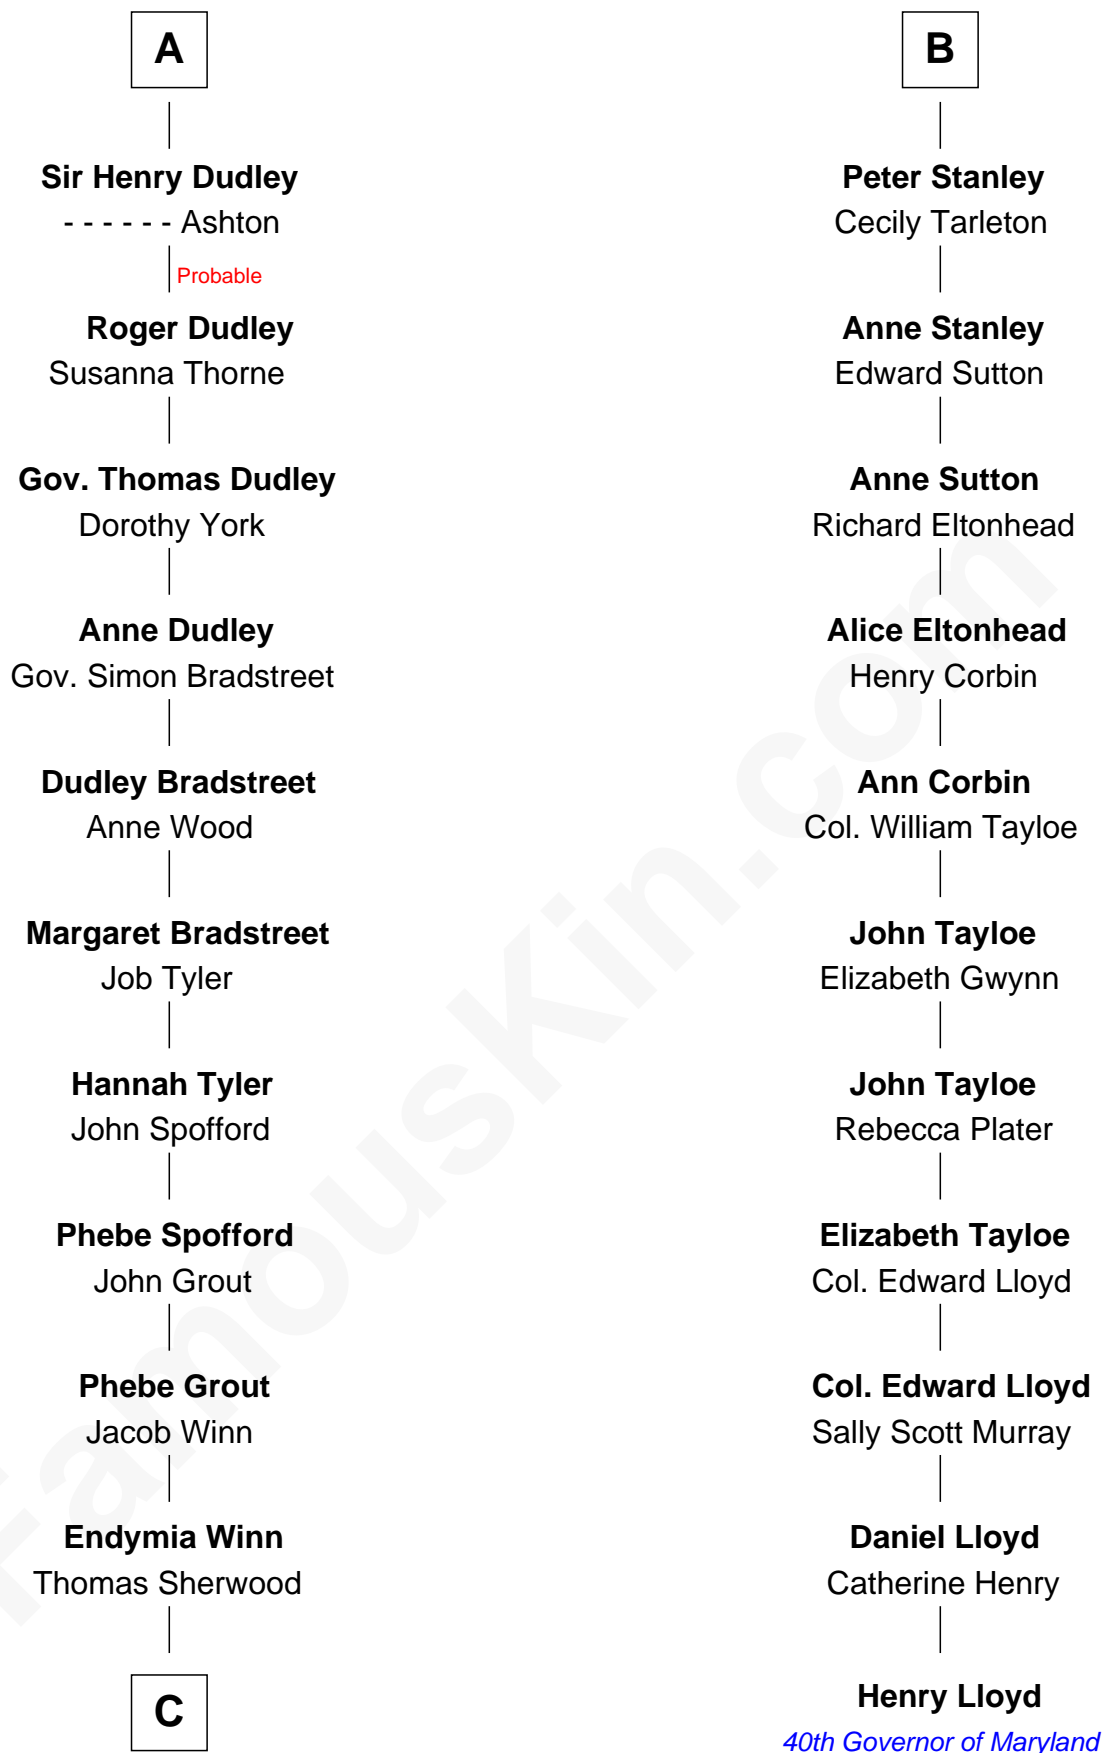 A
Sir Henry Dudley
- - - - - - Ashton
Probable
Roger Dudley
Susanna Thorne
Gov. Thomas Dudley
Dorothy York
Anne Dudley
Gov. Simon Bradstreet
Dudley Bradstreet
Anne Wood
Margaret Bradstreet
Job Tyler
Hannah Tyler
John Spofford
Phebe Spofford
John Grout
Phebe Grout
Jacob Winn
Endymia Winn
Thomas Sherwood
C
B
Peter Stanley
Cecily Tarleton
Anne Stanley
Edward Sutton
Anne Sutton
Richard Eltonhead
Alice Eltonhead
Henry Corbin
Ann Corbin
Col. William Tayloe
John Tayloe
Elizabeth Gwynn
John Tayloe
Rebecca Plater
Elizabeth Tayloe
Col. Edward Lloyd
Col. Edward Lloyd
Sally Scott Murray
Daniel Lloyd
Catherine Henry
Henry Lloyd
40th Governor of Maryland
FamousKin.com